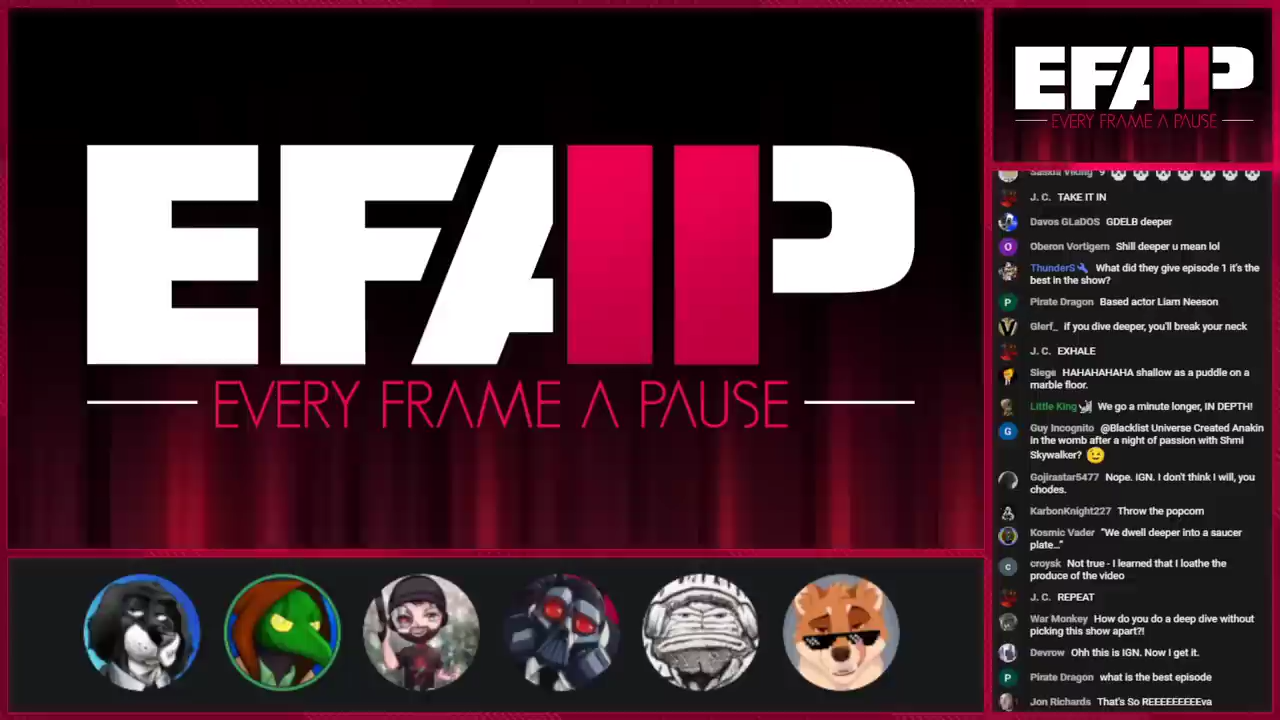 EFAP
EVERY FRAME A PAUSE
EFAP
EVERY FRAME A PAUSE
Saskia Viking 9
J. C. TAKE IT IN
Davos GLaDOS GDELB deeper
O Oberon Vortigern Shill deeper u mean lol
ThunderS What did they give episode 1 it's the
best in the show?
P Pirate Dragon Based actor Liam Neeson
Glerf_ if you dive deeper, you'll break your neck
J. C. EXHALE
Siege HAHAHAHAHA shallow as a puddle on a
marble floor.
Little King We go a minute longer, IN DEPTH!
G Guy Incognito @Blacklist Universe Created Anakin
in the womb after a night of passion with Shmi
Skywalker?
Gojirastar5477 Nope. IGN. I don't think I will, you
chodes.
KarbonKnight227 Throw the popcorn
Kosmic Vader "We dwell deeper into a saucer
plate..."
c croysk Not true - I learned that I loathe the
produce of the video
J. C. REPEAT
War Monkey How do you do a deep dive without
picking this show apart?!
Devrow Ohh this is IGN. Now I get it.
P Pirate Dragon what is the best episode
Jon Richards That's So REEEEEEEEEva